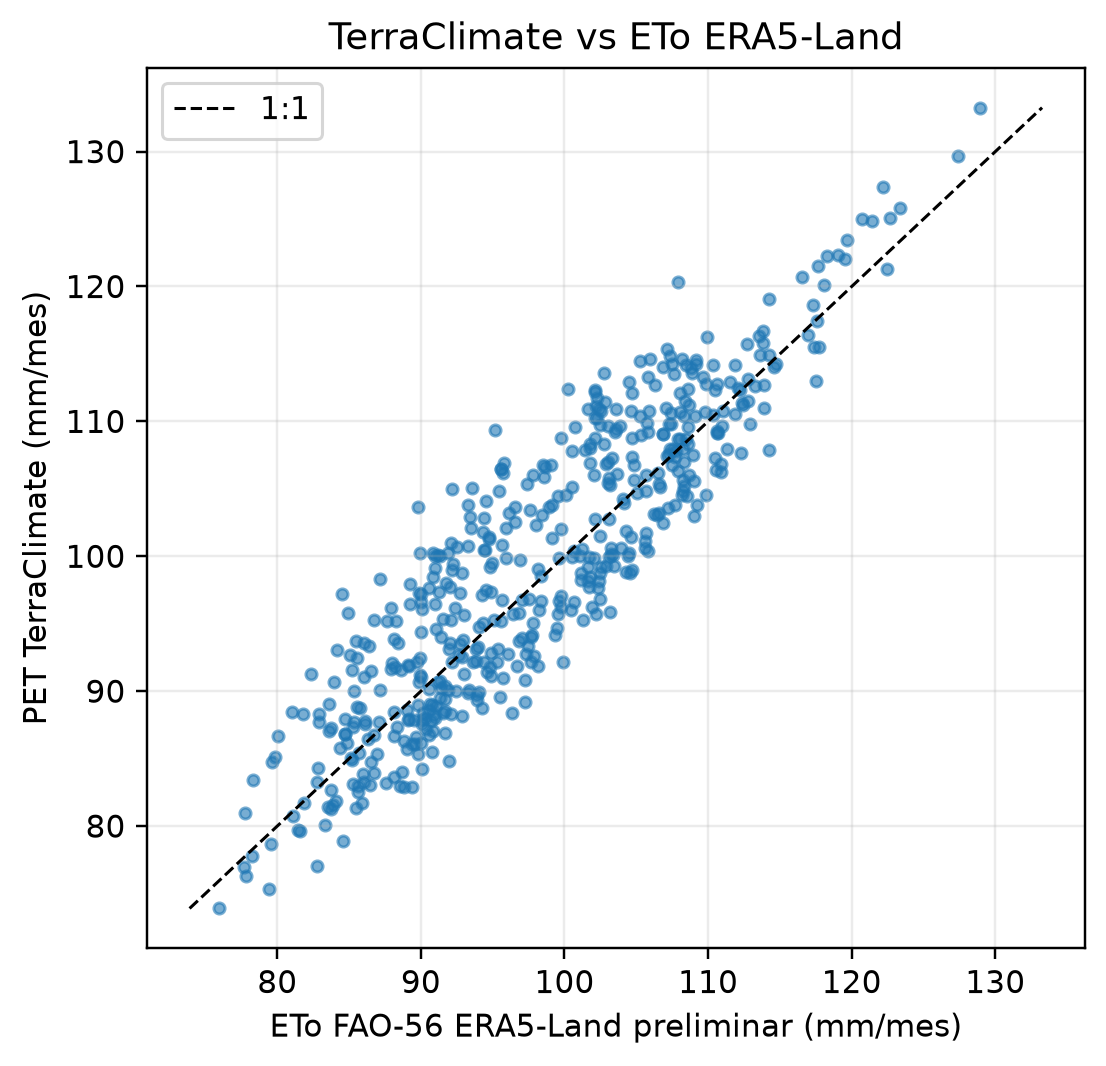 TerraClimate vs ETo ERA5-Land
1:1
PET TerraClimate (mm/mes)
130
120
110
100
90
80
80 90 100 110 120 130
ETo FAO-56 ERA5-Land preliminar (mm/mes)